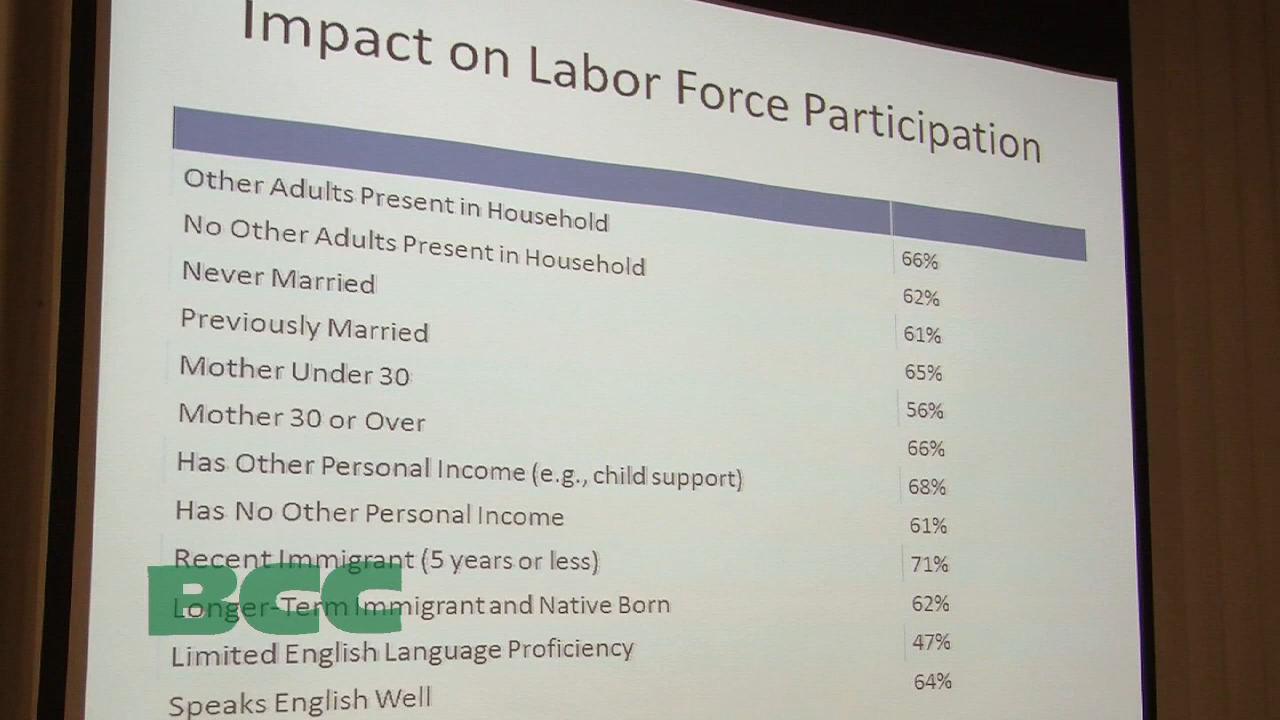 Impact on Labor Force Participation
Other Adults Present in Household 66%
No Other Adults Present in Household 62%
Never Married 61%
Previously Married 65%
Mother Under 30 56%
Mother 30 or Over 66%
Has Other Personal Income (e.g., child support) 68%
Has No Other Personal Income 61%
Recent Immigrant (5 years or less) 71%
Longer-Term Immigrant and Native Born 62%
Limited English Language Proficiency 47%
Speaks English Well 64%
BCC